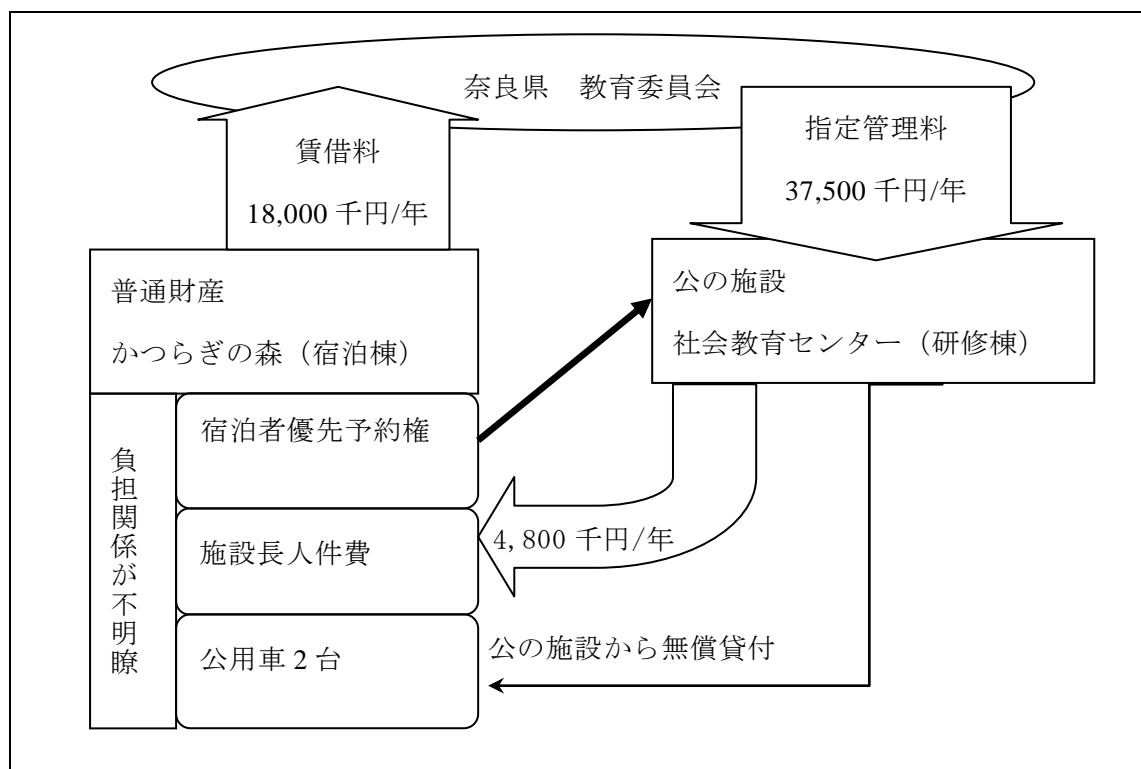 奈良県　教育委員会
賃借料
18,000 千円/年
指定管理料
37,500 千円/年
普通財産
かつらぎの森（宿泊棟）
公の施設
社会教育センター（研修棟）
負担関係が不明瞭
宿泊者優先予約権
施設長人件費
4,800 千円/年
公用車 2 台
公の施設から無償貸付